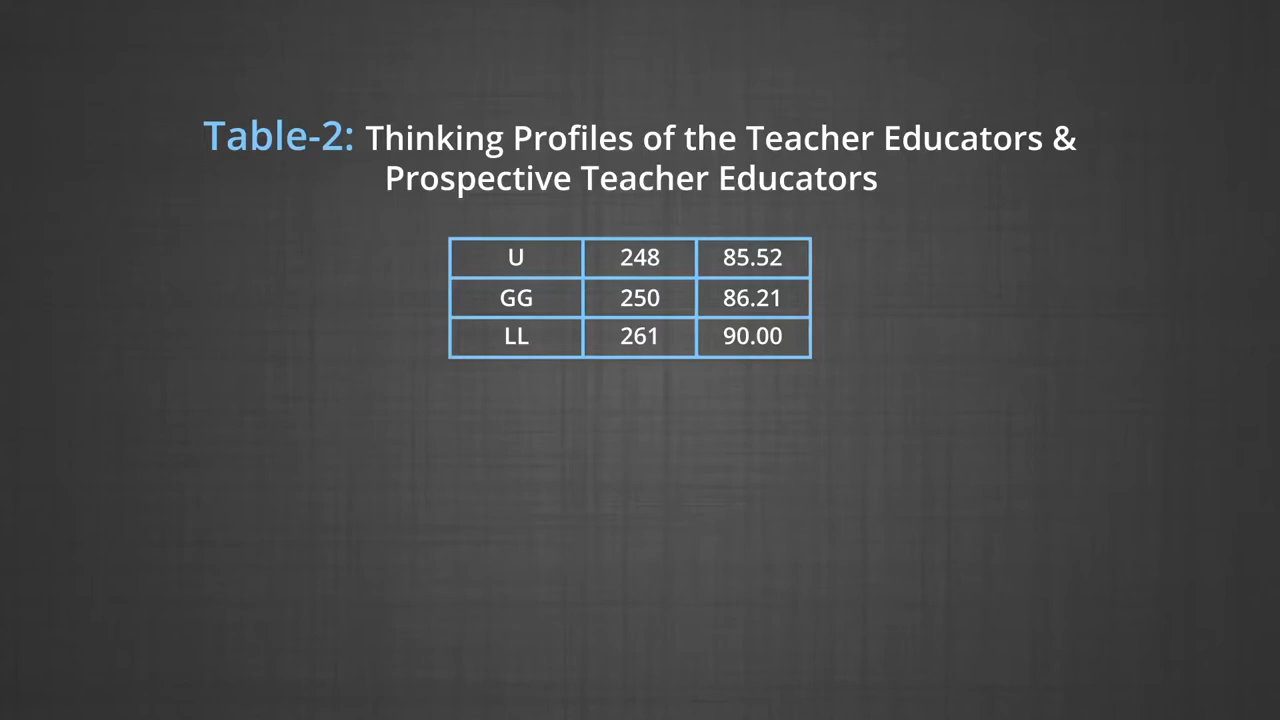 Table-2: Thinking Profiles of the Teacher Educators &
Prospective Teacher Educators
U 248 85.52
GG 250 86.21
LL 261 90.00